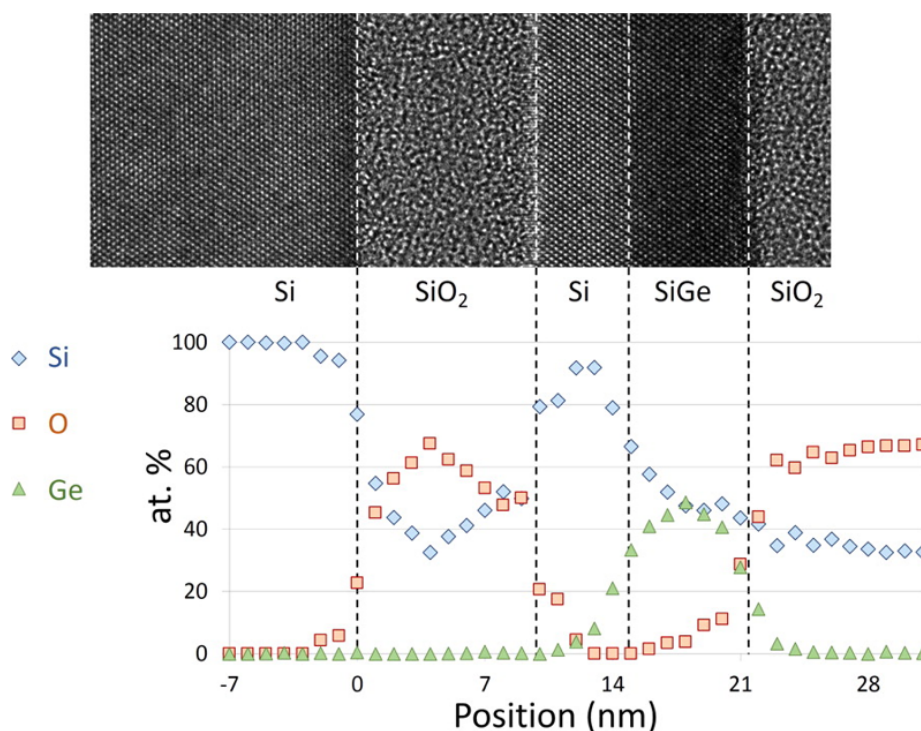 Si SiO₂ Si SiGe SiO₂
Si
O
Ge
at. %
100
80
60
40
20
0
-7 0 7 14 21 28
Position (nm)